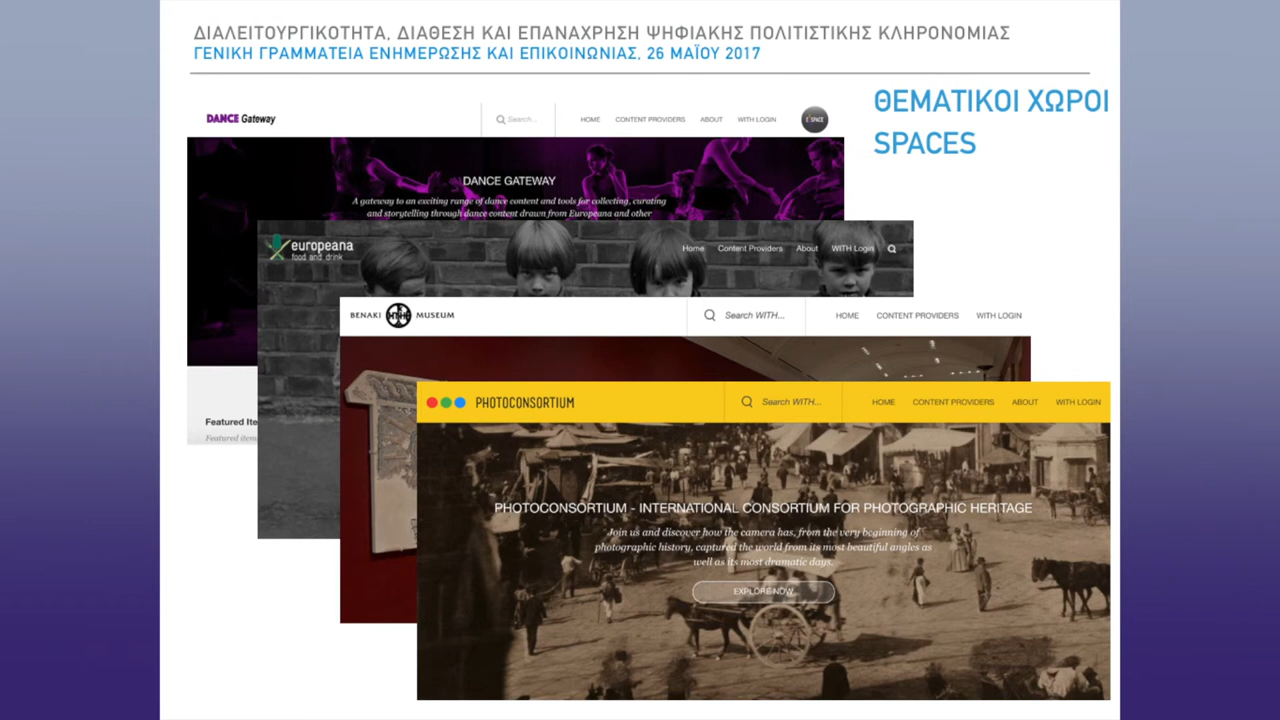 ΔΙΑΛΕΙΤΟΥΡΓΙΚΟΤΗΤΑ, ΔΙΑΘΕΣΗ ΚΑΙ ΕΠΑΝΑΧΡΗΣΗ ΨΗΦΙΑΚΗΣ ΠΟΛΙΤΙΣΤΙΚΗΣ ΚΛΗΡΟΝΟΜΙΑΣ
ΓΕΝΙΚΗ ΓΡΑΜΜΑΤΕΙΑ ΕΝΗΜΕΡΩΣΗΣ ΚΑΙ ΕΠΙΚΟΙΝΩΝΙΑΣ, 26 ΜΑΪΟΥ 2017
ΘΕΜΑΤΙΚΟΙ ΧΩΡΟΙ
SPACES
DANCE Gateway Search... HOME CONTENT PROVIDERS ABOUT WITH LOGIN E'SPACE
DANCE GATEWAY
A gateway to an exciting range of dance content and tools for collecting, curating
and storytelling through dance content drawn from Europeana and other
europeana
food and drink
Home Content Providers About WITH Login
BENAKI MUSEUM Search WITH... HOME CONTENT PROVIDERS WITH LOGIN
PHOTOCONSORTIUM Search WITH... HOME CONTENT PROVIDERS ABOUT WITH LOGIN
Featured Ite
Featured item
PHOTOCONSORTIUM - INTERNATIONAL CONSORTIUM FOR PHOTOGRAPHIC HERITAGE
Join us and discover how the camera has, from the very beginning of
photographic history, captured the world from its most beautiful angles as
well as its most dramatic days.
EXPLORE NOW